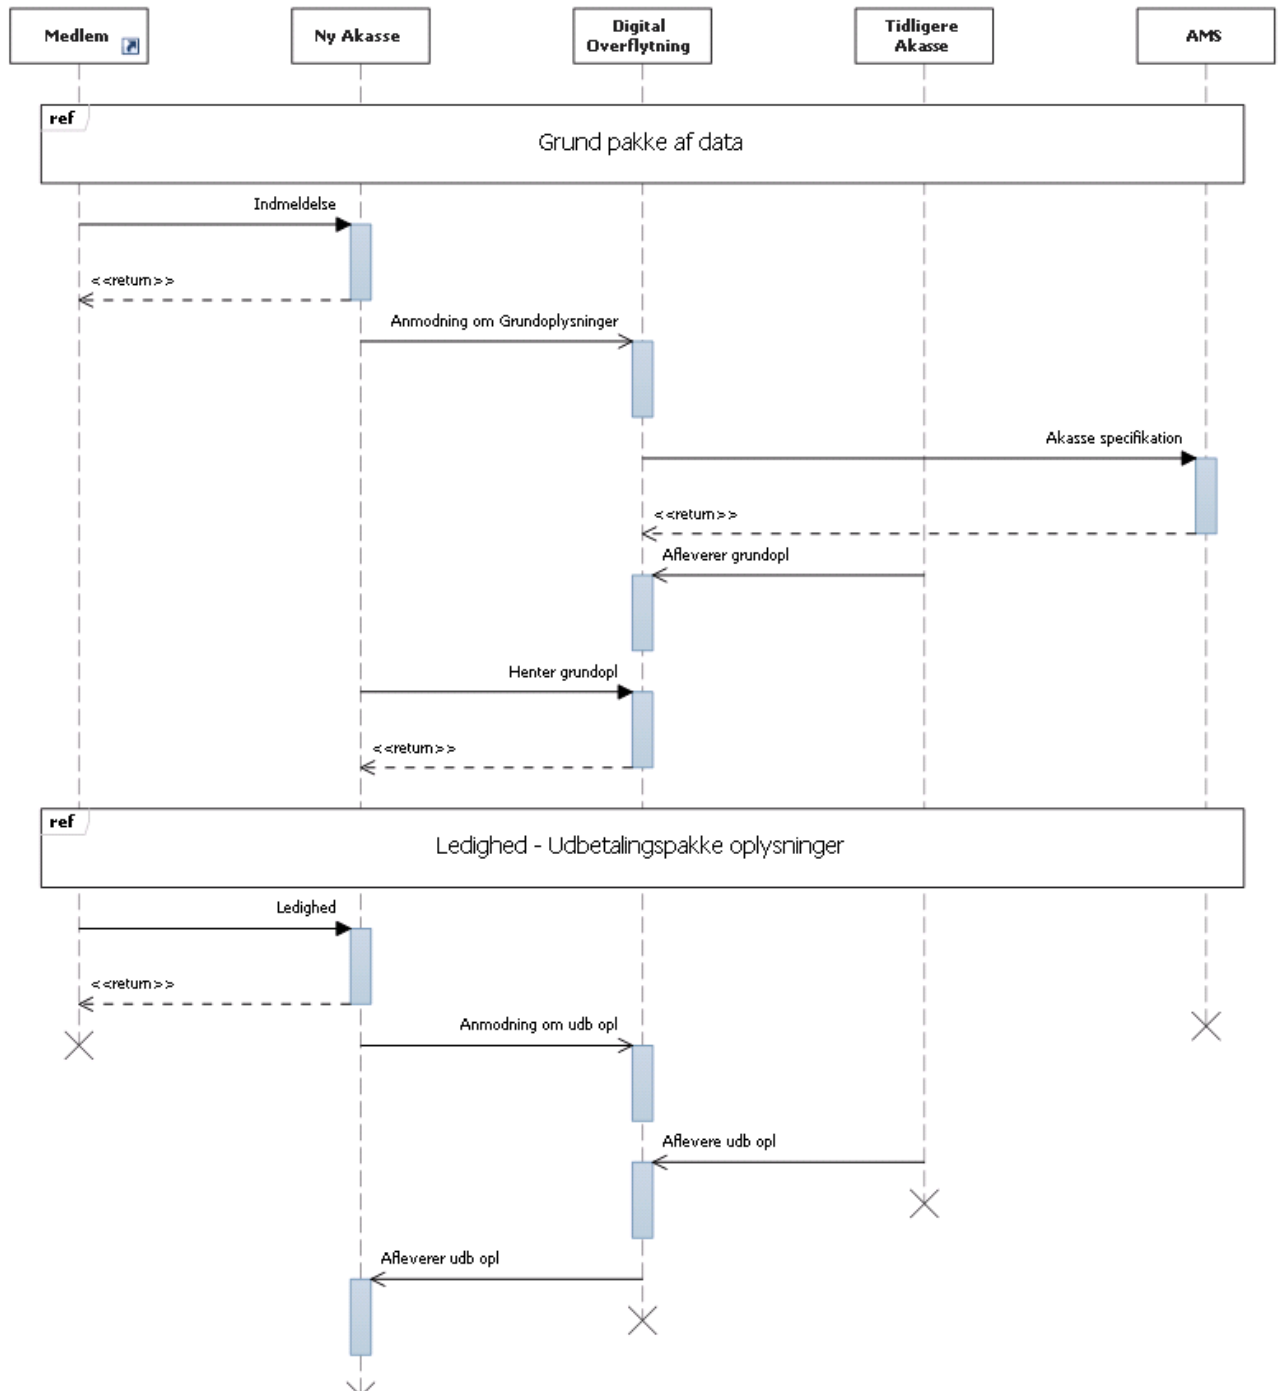 Medlem
Ny Akasse
Digital
Overflytning
Tidligere
Akasse
AMS
ref
Grund pakke af data
Indmeldelse
<<return>>
Anmodning om Grundoplysninger
Akasse specifikation
<<return>>
Afleverer grundopl
Henter grundopl
<<return>>
ref
Ledighed - Udbetalingspakke oplysninger
Ledighed
<<return>>
Anmodning om udb opl
Aflevere udb opl
Afleverer udb opl